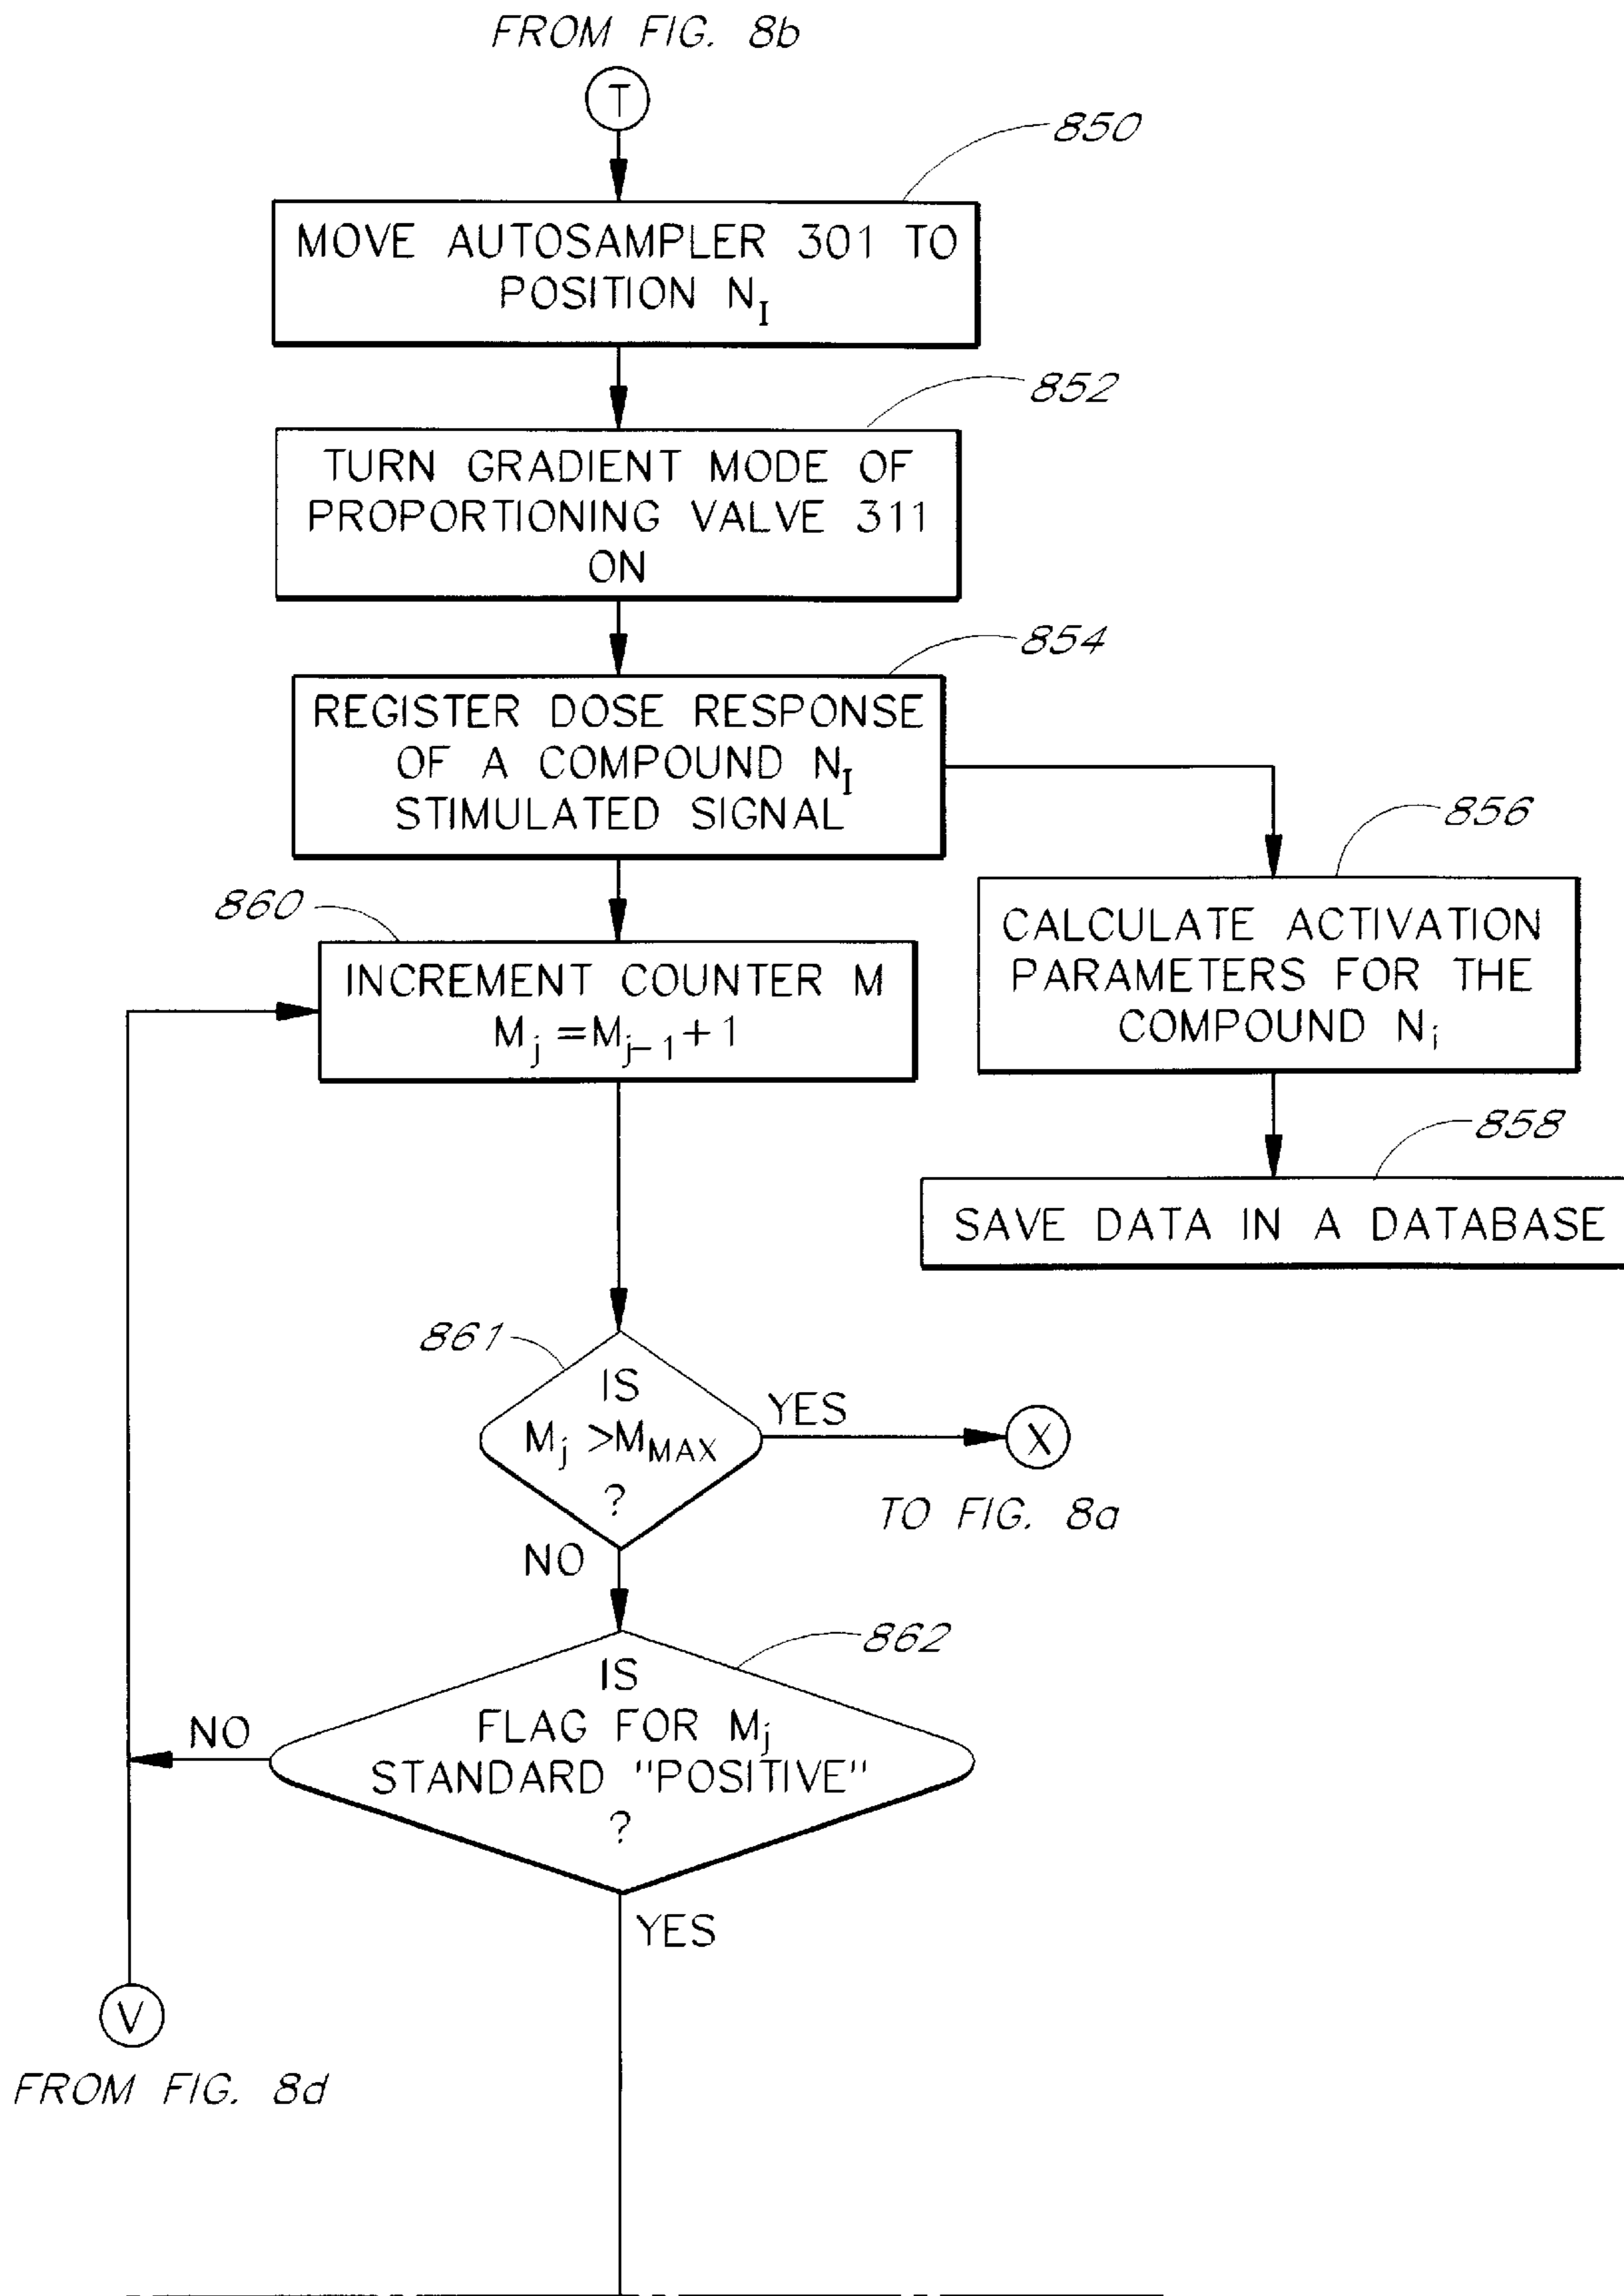 FROM FIG. 8b
T
850
MOVE AUTOSAMPLER 301 TO
POSITION N_I
852
TURN GRADIENT MODE OF
PROPORTIONING VALVE 311
ON
854
REGISTER DOSE RESPONSE
OF A COMPOUND N_I
STIMULATED SIGNAL
856
CALCULATE ACTIVATION
PARAMETERS FOR THE
COMPOUND N_i
858
SAVE DATA IN A DATABASE
860
INCREMENT COUNTER M
M_j =M_{j-1}+1
861
IS
M_j >M_MAX
?
YES
X
TO FIG. 8a
NO
862
IS
FLAG FOR M_j
STANDARD "POSITIVE"
?
NO
YES
V
FROM FIG. 8d